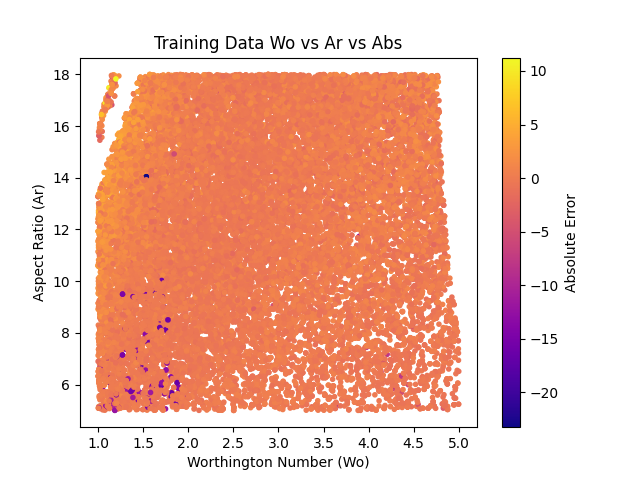 Training Data Wo vs Ar vs Abs
18
16
14
12
10
8
6
Aspect Ratio (Ar)
1.0 1.5 2.0 2.5 3.0 3.5 4.0 4.5 5.0
Worthington Number (Wo)
10
5
0
−5
−10
−15
−20
Absolute Error